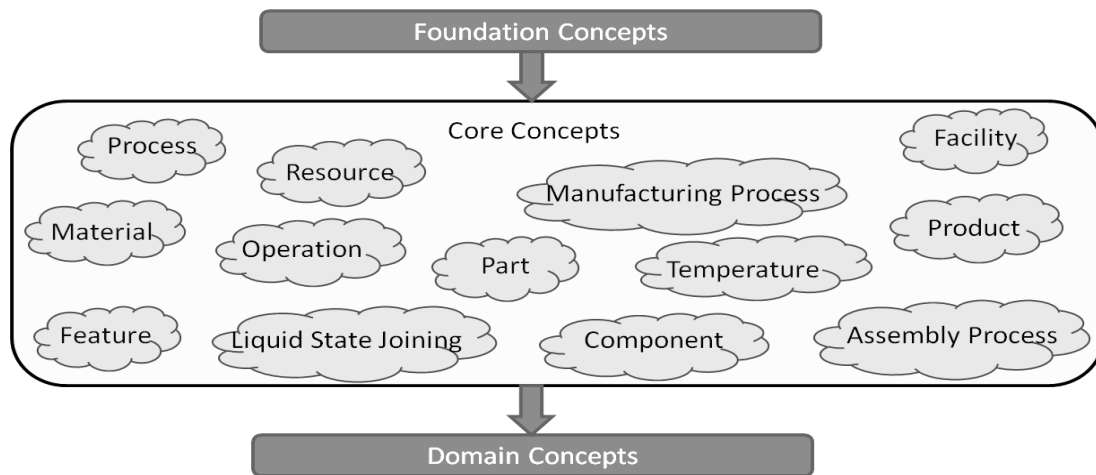 Foundation Concepts
Core Concepts
Process
Resource
Manufacturing Process
Facility
Material
Operation
Part
Temperature
Product
Feature
Liquid State Joining
Component
Assembly Process
Domain Concepts